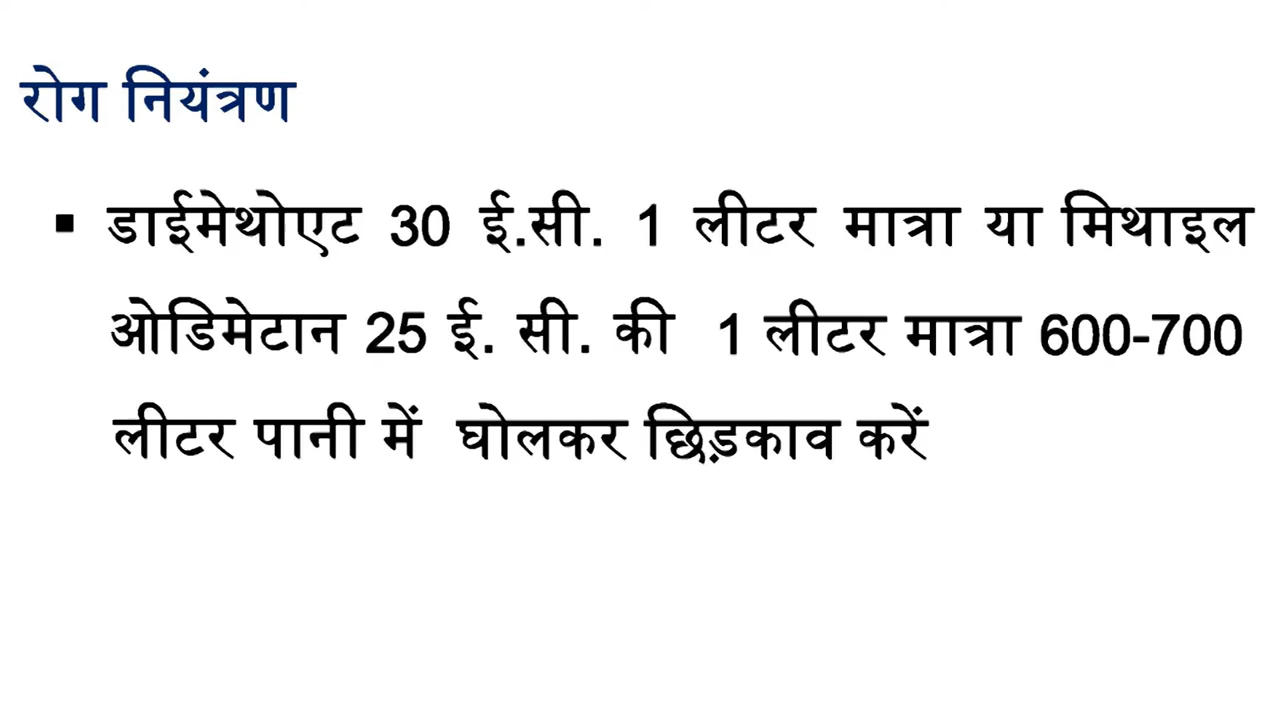 रोग नियंत्रण
▪ डाईमेथोएट 30 ई.सी. 1 लीटर मात्रा या मिथाइल
ओडिमेटान 25 ई. सी. की 1 लीटर मात्रा 600-700
लीटर पानी में घोलकर छिड़काव करें